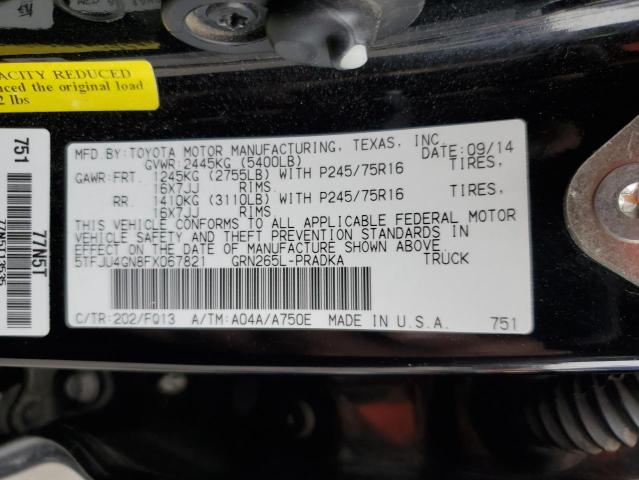 ACITY REDUCED
ced the original load
2 lbs
MFD.BY:TOYOTA MOTOR MANUFACTURING, TEXAS, INC.
GVWR:2445KG (5400LB) DATE:09/14
GAWR:FRT. 1245KG (2755LB) WITH P245/75R16 TIRES,
16X7JJ RIMS
RR. 1410KG (3110LB) WITH P245/75R16 TIRES,
16X7JJ RIMS
THIS VEHICLE CONFORMS TO ALL APPLICABLE FEDERAL MOTOR
VEHICLE SAFETY AND THEFT PREVENTION STANDARDS IN
EFFECT ON THE DATE OF MANUFACTURE SHOWN ABOVE.
5TFJU4GN8FX067821 GRN265L-PRADKA TRUCK
C/TR:202/FQ13 A/TM:A04A/A750E MADE IN U.S.A. 751
751
77N5T